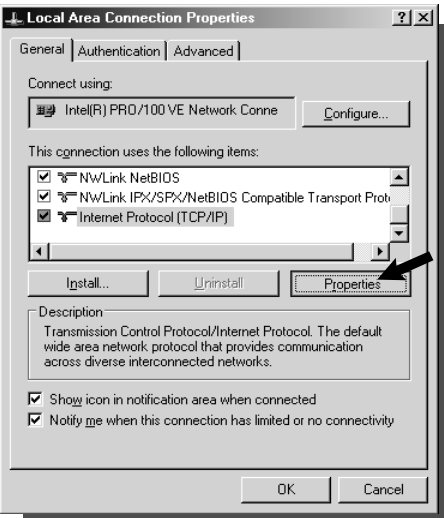 Local Area Connection Properties
General Authentication Advanced
Connect using:
Intel(R) PRO/100 VE Network Conne
Configure...
This connection uses the following items:
NWLink NetBIOS
NWLink IPX/SPX/NetBIOS Compatible Transport Prot
Internet Protocol (TCP/IP)
Install... Uninstall Properties
Description
Transmission Control Protocol/Internet Protocol. The default
wide area network protocol that provides communication
across diverse interconnected networks.
Show icon in notification area when connected
Notify me when this connection has limited or no connectivity
OK Cancel